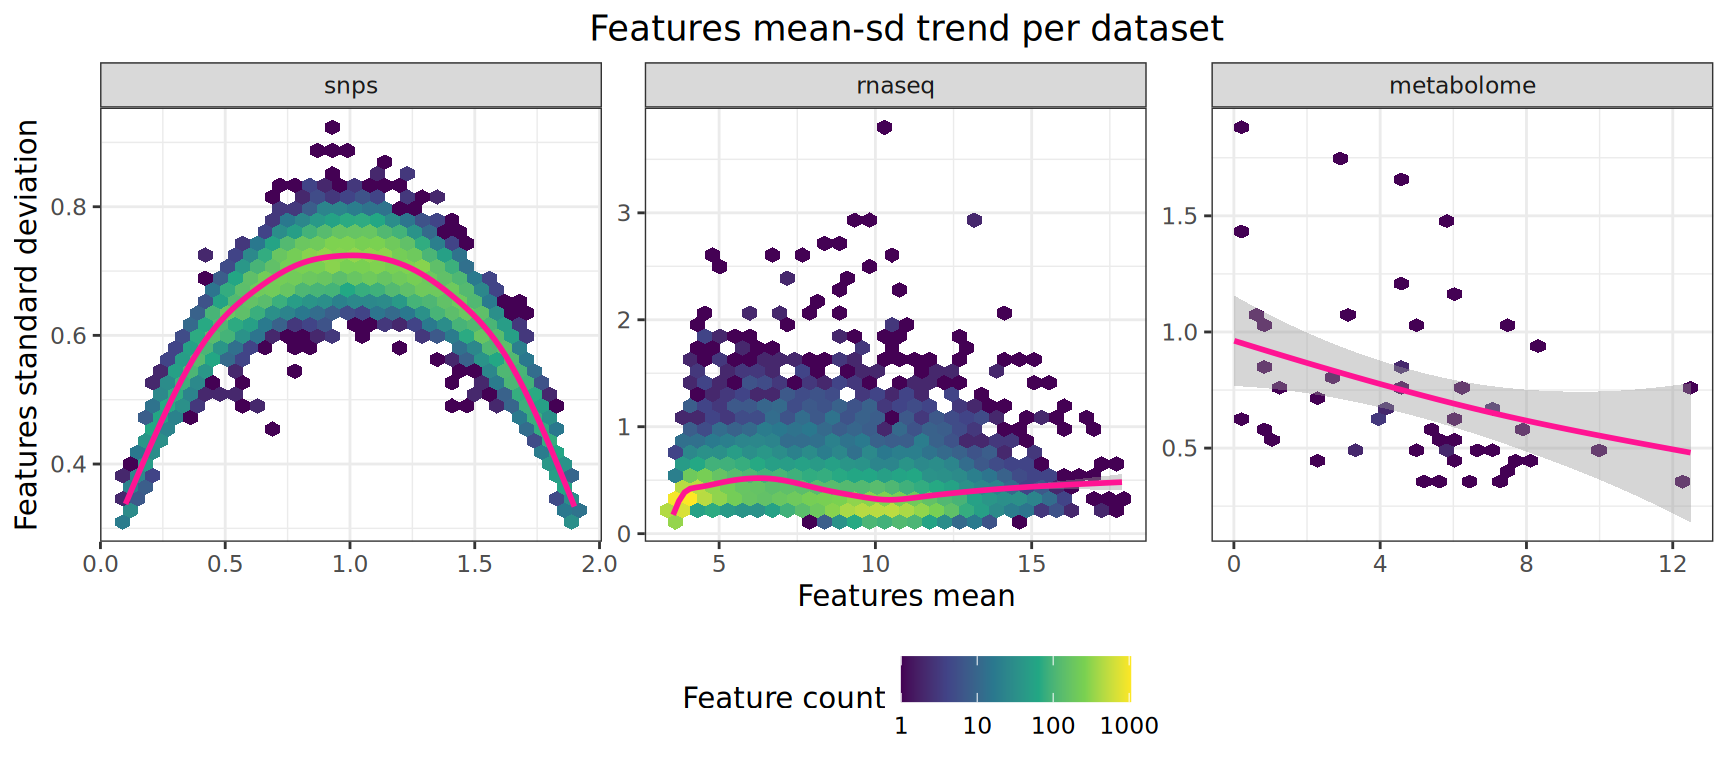 Features mean-sd trend per dataset
snps
rnaseq
metabolome
Features standard deviation
0.8
0.6
0.4
3
2
1
0
1.5
1.0
0.5
0.0 0.5 1.0 1.5 2.0
5 10 15
0 4 8 12
Features mean
Feature count
1 10 100 1000